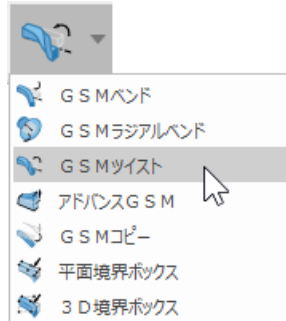 ＧＳＭベンド
ＧＳＭラジアルベンド
ＧＳＭツイスト
アドバンスＧＳＭ
ＧＳＭコピー
平面境界ボックス
３Ｄ境界ボックス